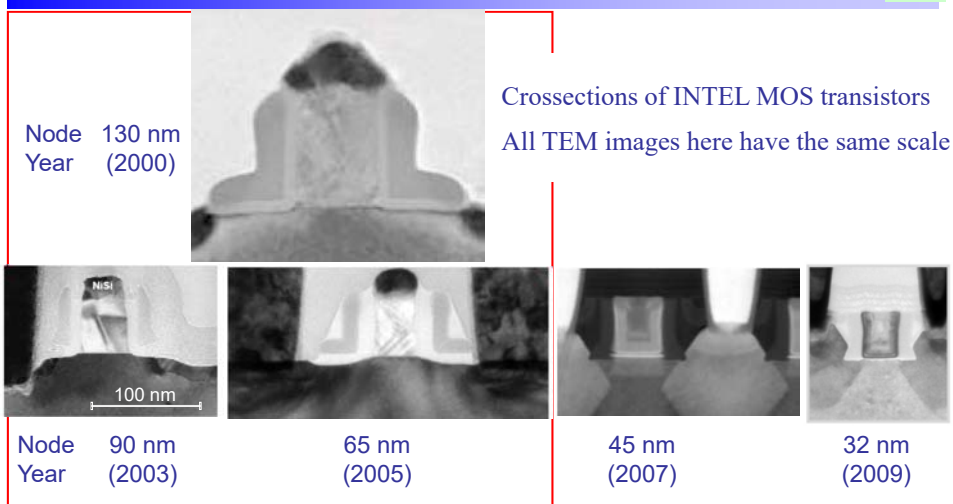 Crossections of INTEL MOS transistors
All TEM images here have the same scale
Node 130 nm
Year (2000)
NiSi
100 nm
Node 90 nm 65 nm 45 nm 32 nm
Year (2003) (2005) (2007) (2009)